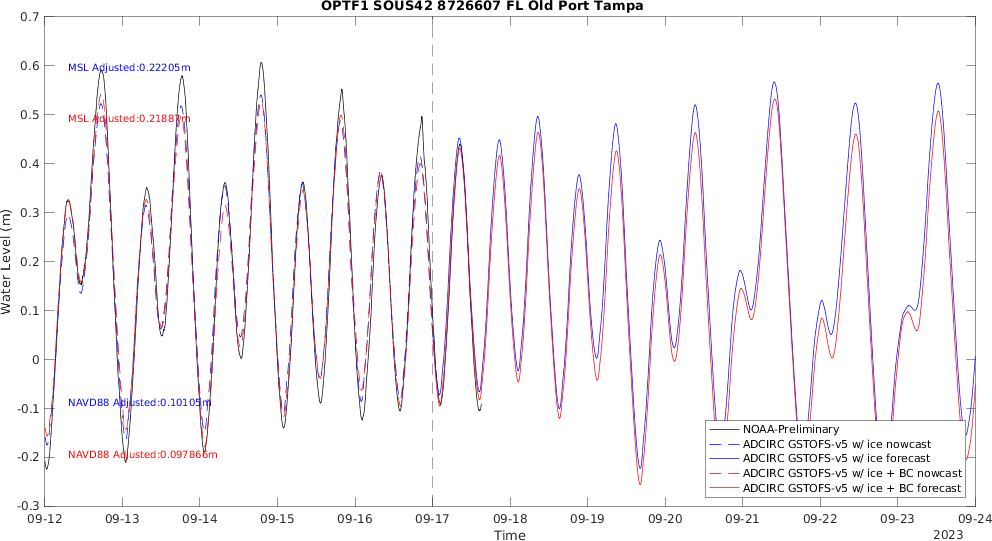 OPTF1 SOUS42 8726607 FL Old Port Tampa
0.7
0.6
0.5
0.4
0.3
0.2
0.1
0
-0.1
-0.2
-0.3
Water Level (m)
MSL Adjusted:0.22205m
MSL Adjusted:0.21887m
NAVD88 Adjusted:0.10105m
NAVD88 Adjusted:0.097866m
NOAA-Preliminary
ADCIRC GSTOFS-v5 w/ ice nowcast
ADCIRC GSTOFS-v5 w/ ice forecast
ADCIRC GSTOFS-v5 w/ ice + BC nowcast
ADCIRC GSTOFS-v5 w/ ice + BC forecast
09-12 09-13 09-14 09-15 09-16 09-17 09-18 09-19 09-20 09-21 09-22 09-23 09-24
Time
2023